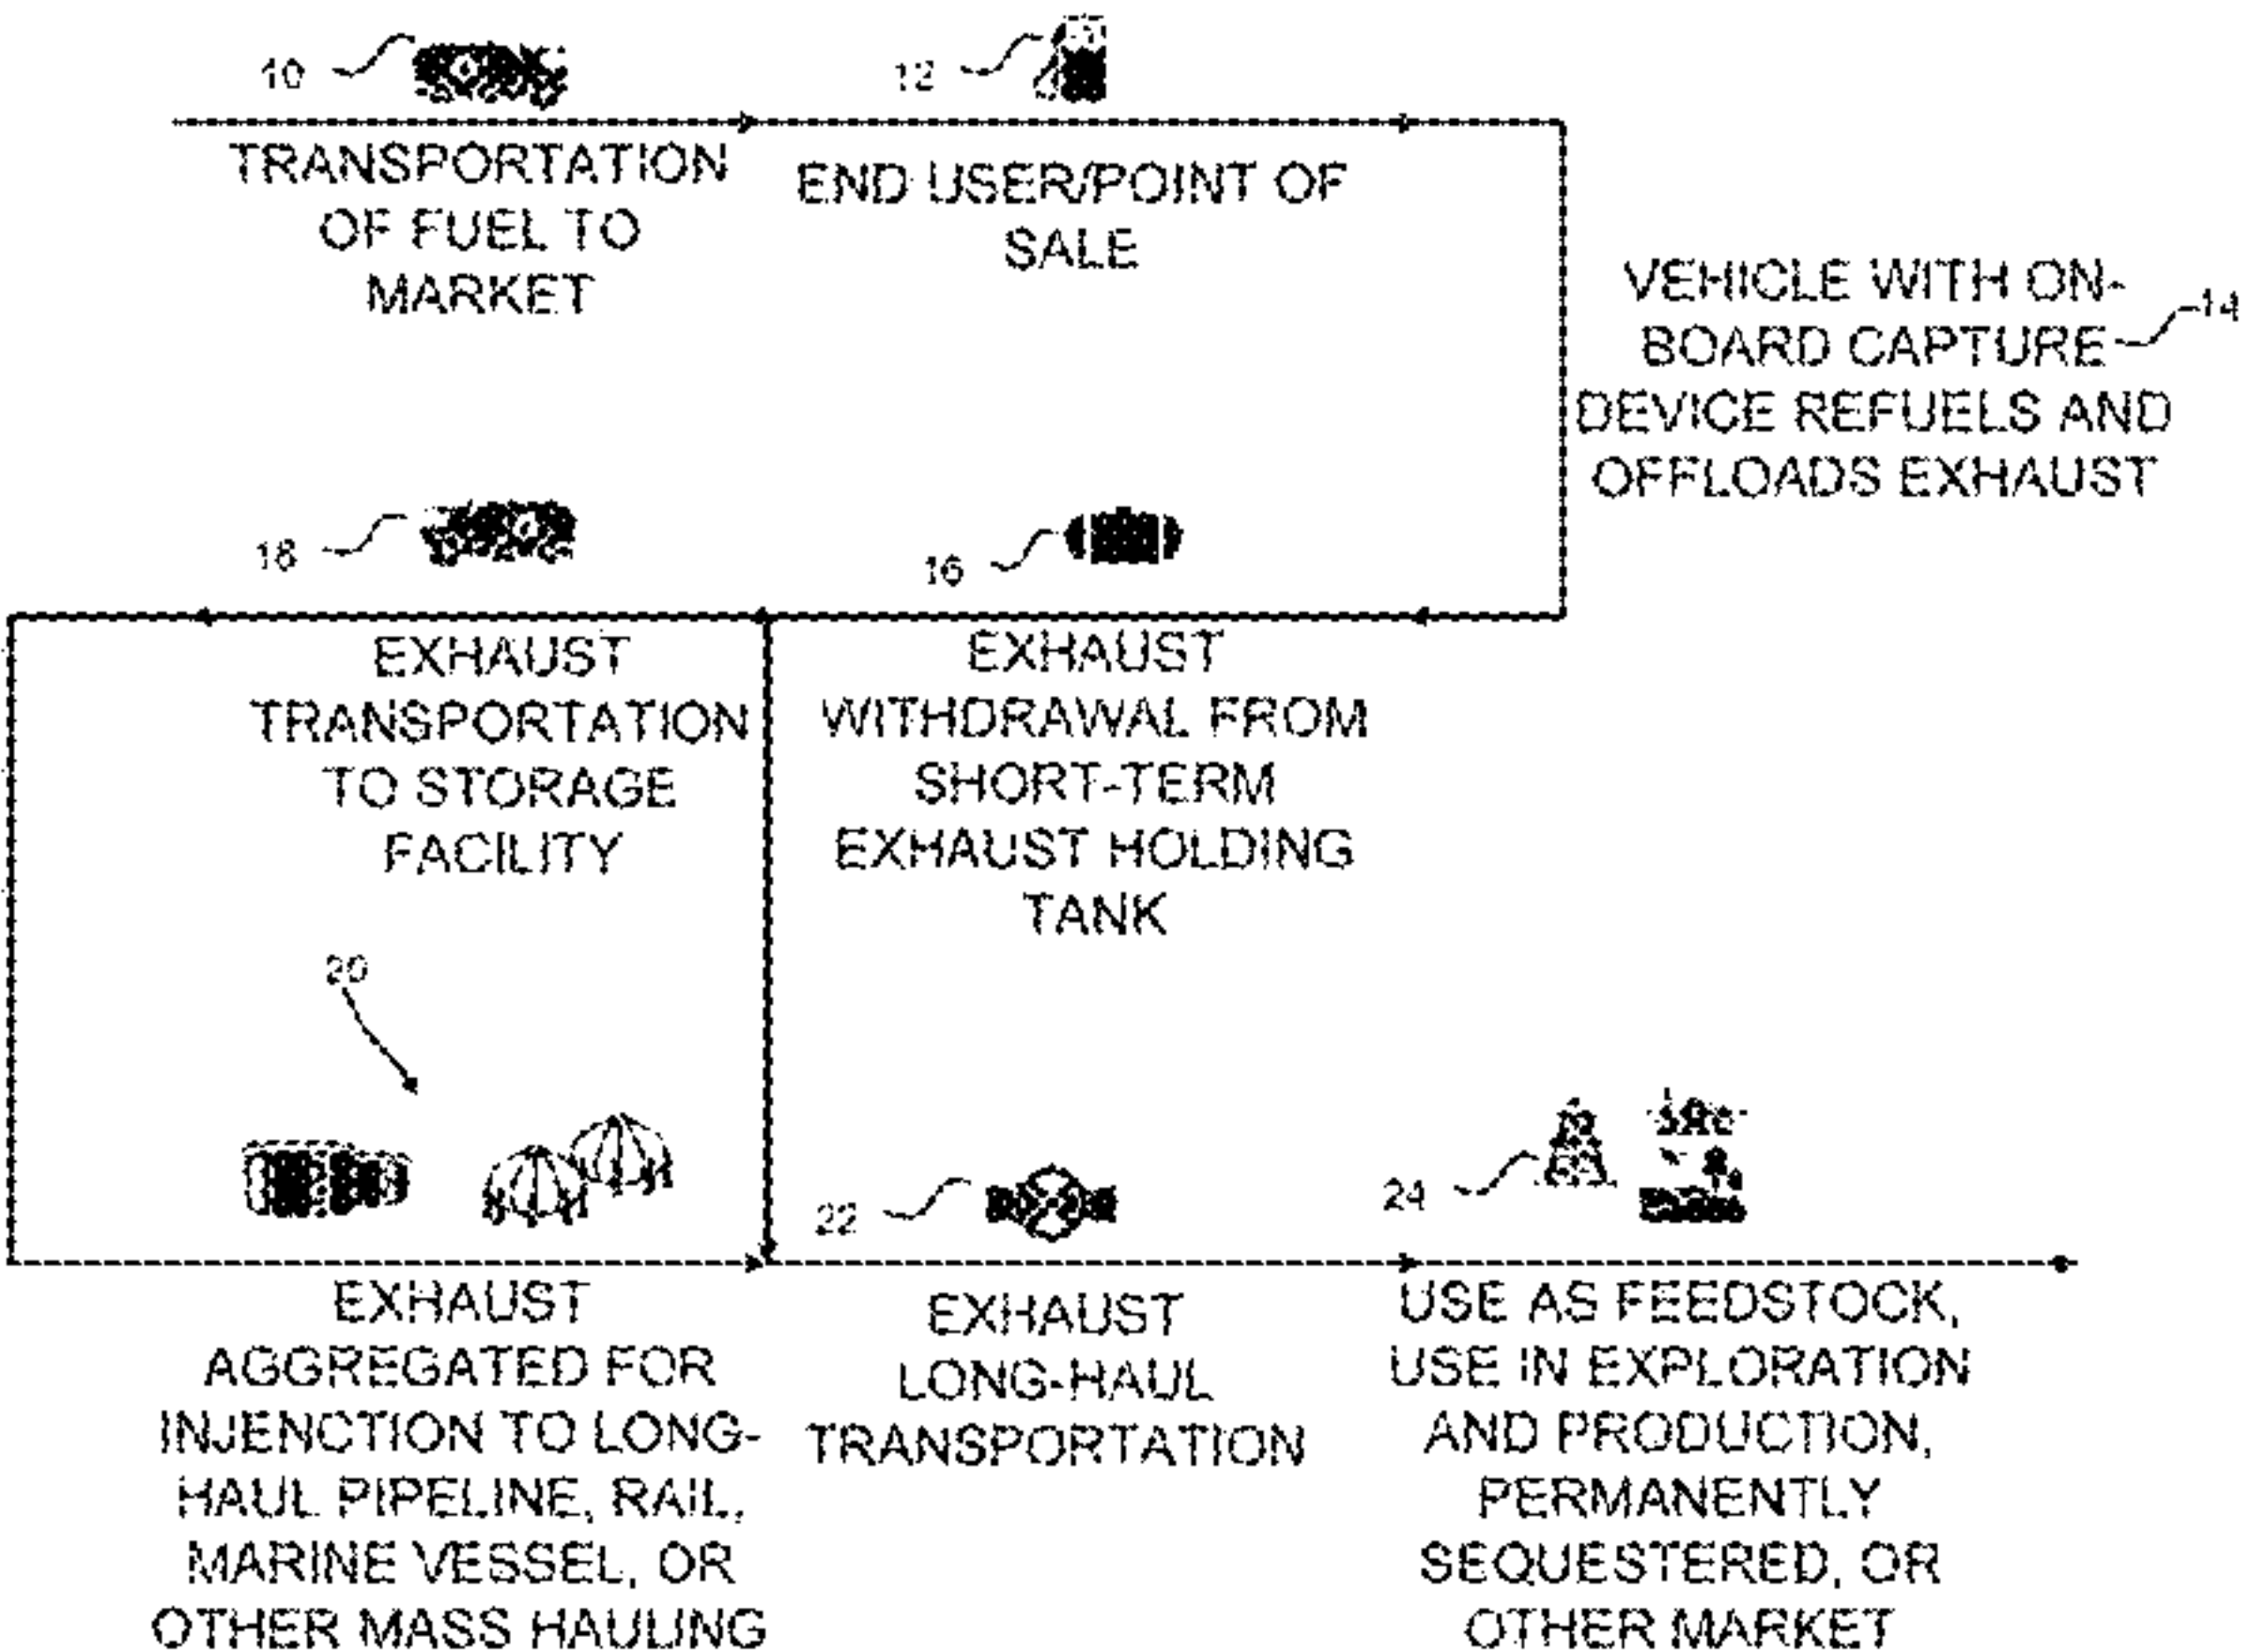 10
TRANSPORTATION
OF FUEL TO
MARKET
12
END USER/POINT OF
SALE
VEHICLE WITH ON-
BOARD CAPTURE
DEVICE REFUELS AND
OFFLOADS EXHAUST
14
18
EXHAUST
TRANSPORTATION
TO STORAGE
FACILITY
16
EXHAUST
WITHDRAWAL FROM
SHORT-TERM
EXHAUST HOLDING
TANK
20
EXHAUST
AGGREGATED FOR
INJENCTION TO LONG-
HAUL PIPELINE, RAIL,
MARINE VESSEL, OR
OTHER MASS HAULING
22
EXHAUST
LONG-HAUL
TRANSPORTATION
24
USE AS FEEDSTOCK,
USE IN EXPLORATION
AND PRODUCTION,
PERMANENTLY
SEQUESTERED, OR
OTHER MARKET